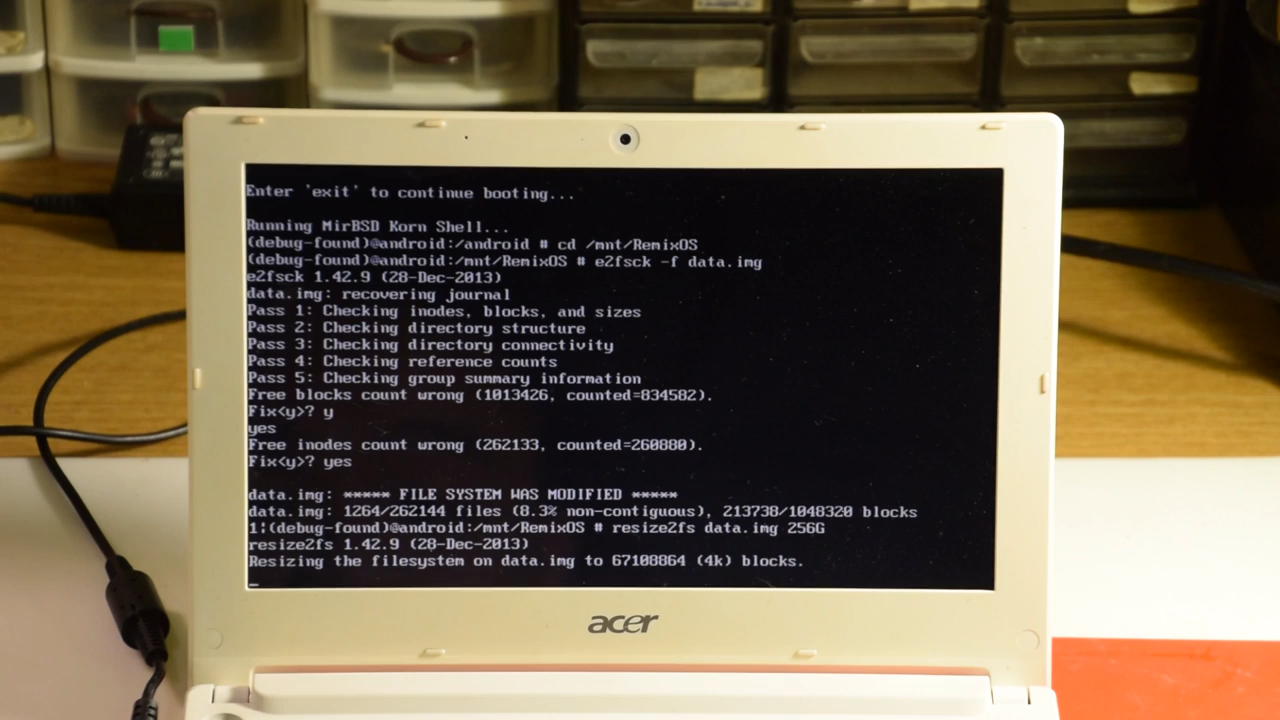 Enter 'exit' to continue booting...
Running MirBSD Korn Shell...
(debug-found)@android:/android # cd /mnt/RemixOS
(debug-found)@android:/mnt/RemixOS # e2fsck -f data.img
e2fsck 1.42.9 (28-Dec-2013)
data.img: recovering journal
Pass 1: Checking inodes, blocks, and sizes
Pass 2: Checking directory structure
Pass 3: Checking directory connectivity
Pass 4: Checking reference counts
Pass 5: Checking group summary information
Free blocks count wrong (1013426, counted=834582).
Fix<y>? y
yes
Free inodes count wrong (262133, counted=260880).
Fix<y>? yes
data.img: ***** FILE SYSTEM WAS MODIFIED *****
data.img: 1264/262144 files (8.3% non-contiguous), 213738/1048320 blocks
1|(debug-found)@android:/mnt/RemixOS # resize2fs data.img 256G
resize2fs 1.42.9 (28-Dec-2013)
Resizing the filesystem on data.img to 67108864 (4k) blocks.
_
acer